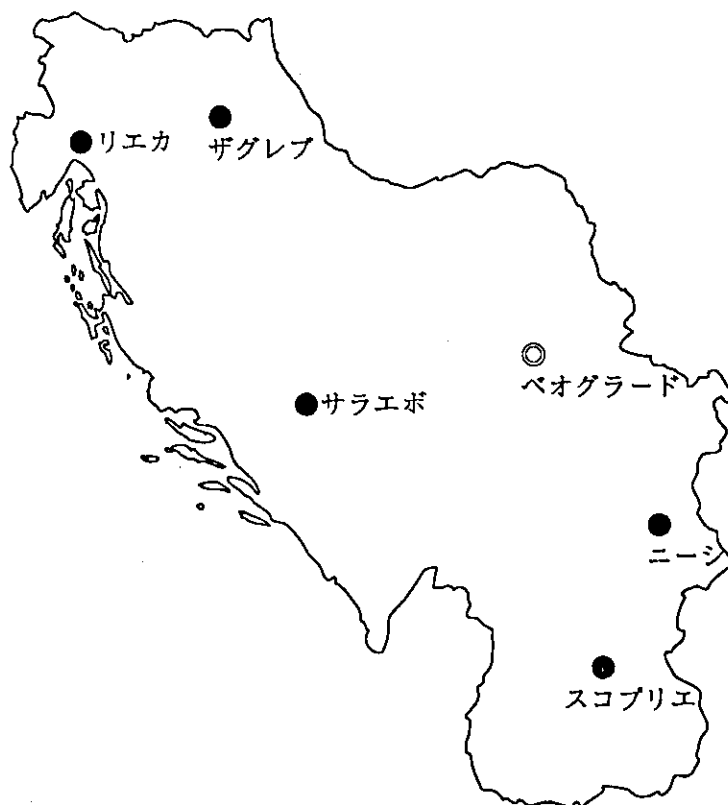 リエカ
ザグレブ
ベオグラード
サラエボ
ニーシ
スコプリエ